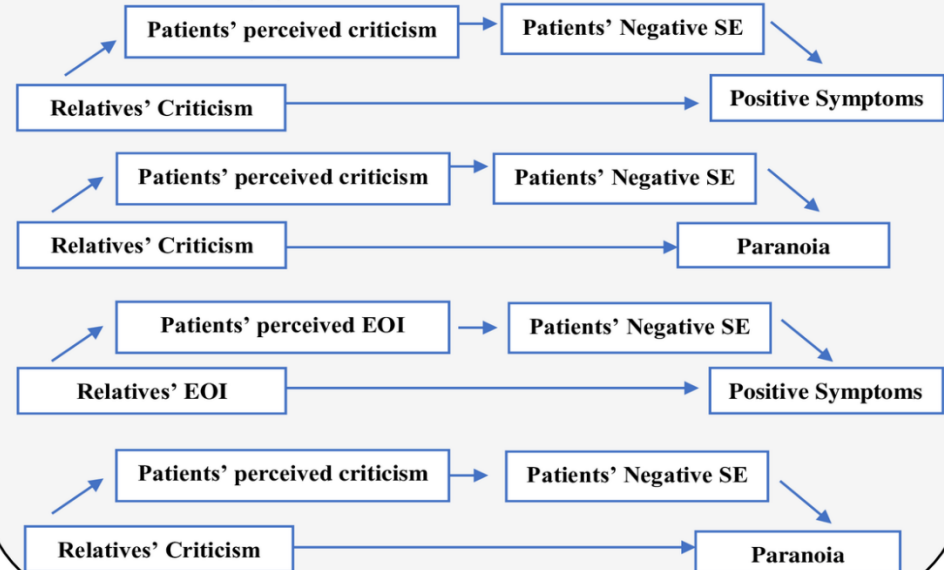 Patients’ perceived criticism
Patients’ Negative SE
Relatives’ Criticism
Positive Symptoms
Patients’ perceived criticism
Patients’ Negative SE
Relatives’ Criticism
Paranoia
Patients’ perceived EOI
Patients’ Negative SE
Relatives’ EOI
Positive Symptoms
Patients’ perceived criticism
Patients’ Negative SE
Relatives’ Criticism
Paranoia